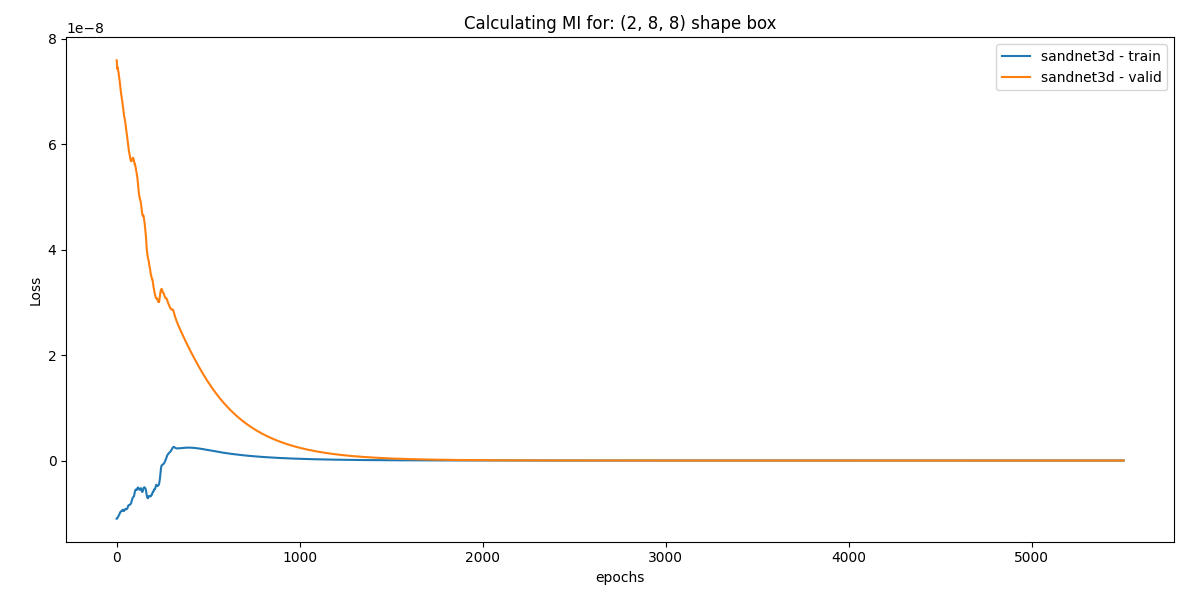 Calculating MI for: (2, 8, 8) shape box
1e−8
8
6
4
2
0
Loss
0 1000 2000 3000 4000 5000
epochs
sandnet3d - train
sandnet3d - valid